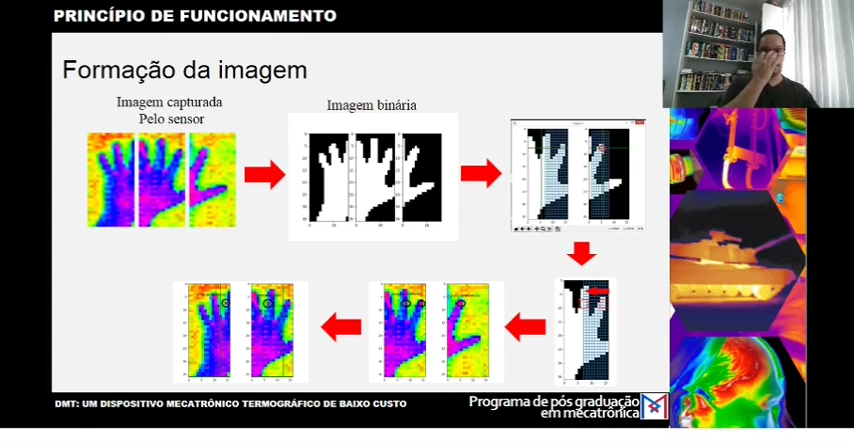 PRINCÍPIO DE FUNCIONAMENTO
Formação da imagem
Imagem capturada
Pelo sensor
Imagem binária
DMT: UM DISPOSITIVO MECATRÔNICO TERMOGRÁFICO DE BAIXO CUSTO
Programa de pós graduação
em mecatrônica